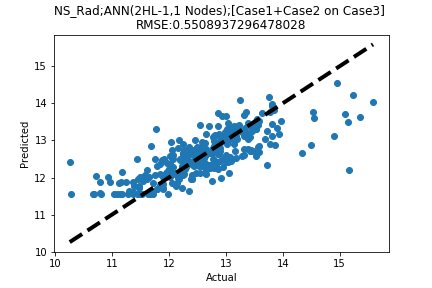 NS_Rad;ANN(2HL-1,1 Nodes);[Case1+Case2 on Case3]
RMSE:0.5508937296478028
15
14
13
12
11
10
Predicted
10 11 12 13 14 15
Actual